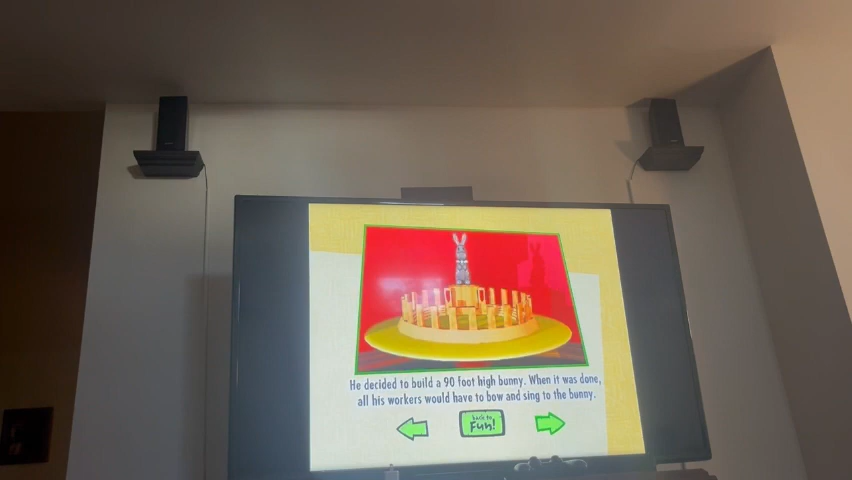 He decided to build a 90 foot high bunny. When it was done,
all his workers would have to bow and sing to the bunny.
back to
Fun!